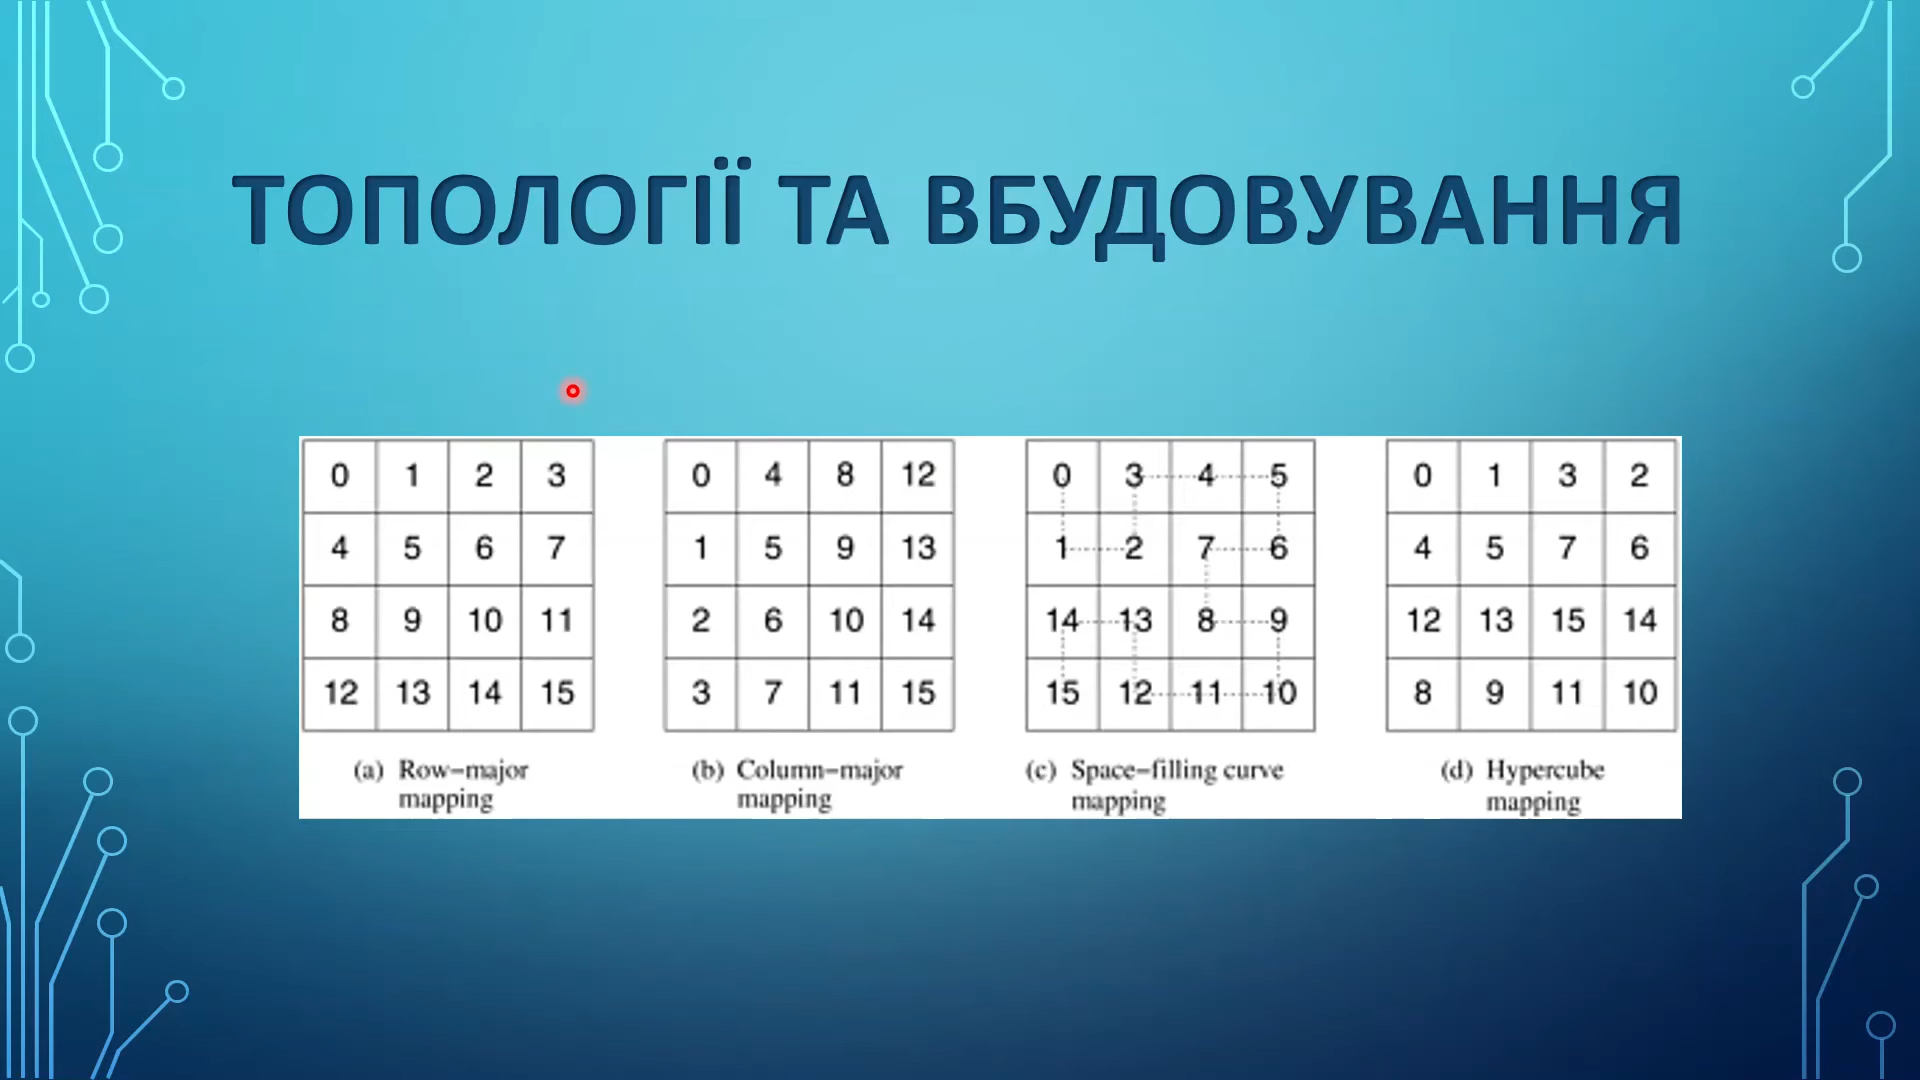 ТОПОЛОГІЇ ТА ВБУДОВУВАННЯ
0 1 2 3
4 5 6 7
8 9 10 11
12 13 14 15
(a) Row–major
mapping
0 4 8 12
1 5 9 13
2 6 10 14
3 7 11 15
(b) Column–major
mapping
0 3 4 5
1 2 7 6
14 13 8 9
15 12 11 10
(c) Space–filling curve
mapping
0 1 3 2
4 5 7 6
12 13 15 14
8 9 11 10
(d) Hypercube
mapping